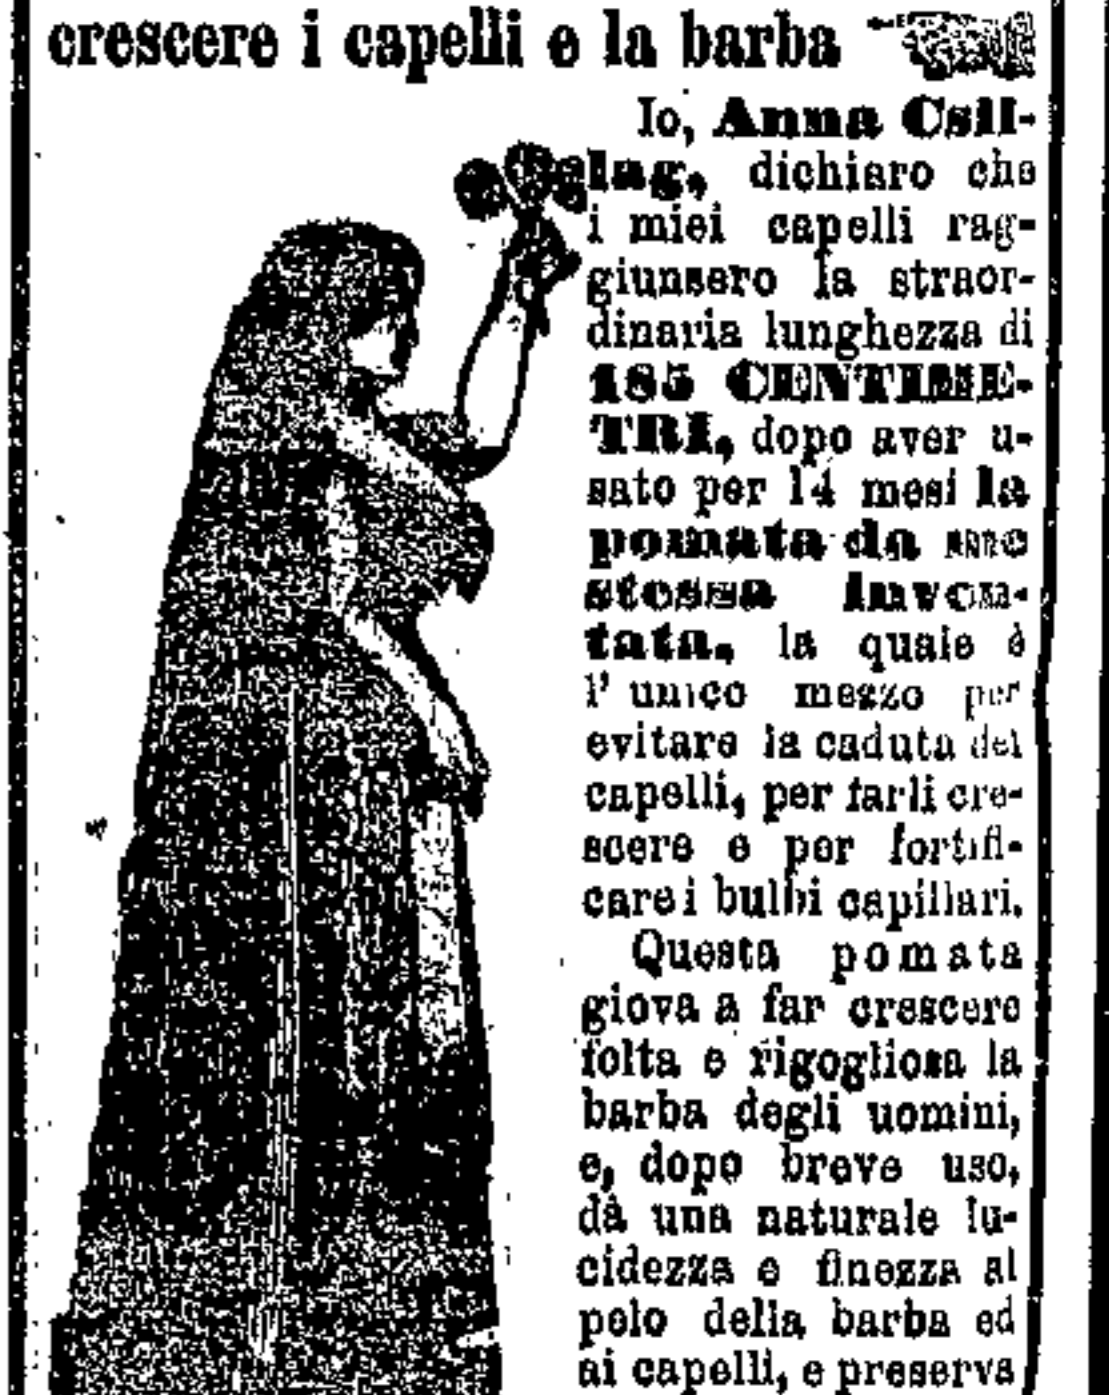 crescere i capelli e la barba
Io, Anna Csil-
lag, dichiaro che
i miei capelli rag-
giunsero la straor-
dinaria lunghezza di
185 CENTIME-
TRI, dopo aver u-
sato per 14 mesi la
pomata da me
stessa inven-
tata, la quale è
l' unico mezzo per
evitare la caduta dei
capelli, per farli cre-
scere e per fortifi-
care i bulbi capillari.
Questa pomata
giova a far crescere
folta e rigogliosa la
barba degli uomini,
e, dopo breve uso,
dà una naturale lu-
cidezza e finezza al
pelo della barba ed
ai capelli, e preserva